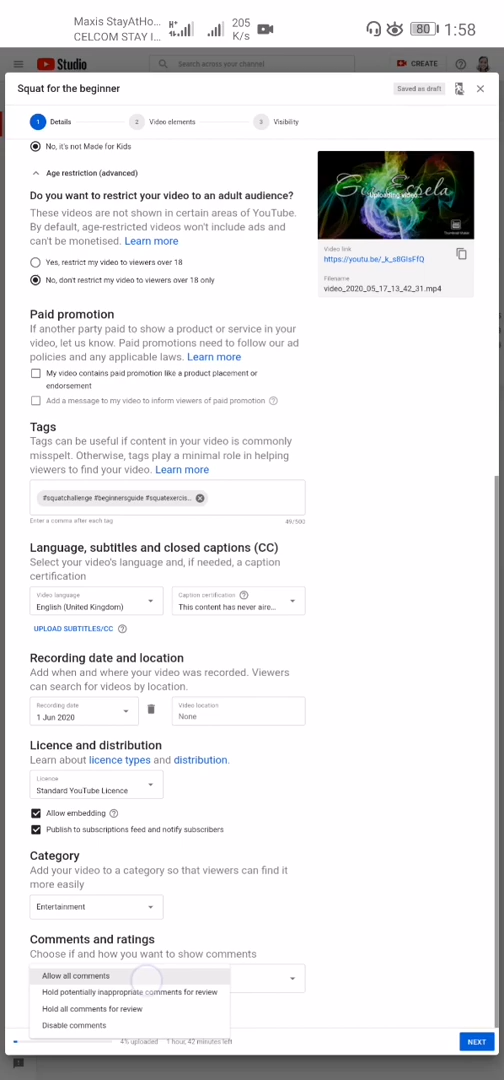 Maxis StayAtHo...
CELCOM STAY I...
H+
205
K/s
80
1:58
Studio
Search across your channel
CREATE
Squat for the beginner
Saved as draft
1 Details
2 Video elements
3 Visibility
No, it's not Made for Kids
Age restriction (advanced)
Do you want to restrict your video to an adult audience?
These videos are not shown in certain areas of YouTube.
By default, age-restricted videos won't include ads and
can't be monetised. Learn more
Yes, restrict my video to viewers over 18
No, don't restrict my video to viewers over 18 only
Uploading video...
Video link
https://youtu.be/_k_s8GIsFfQ
Filename
video_2020_05_17_13_42_31.mp4
Paid promotion
If another party paid to show a product or service in your
video, let us know. Paid promotions need to follow our ad
policies and any applicable laws. Learn more
My video contains paid promotion like a product placement or
endorsement
Add a message to my video to inform viewers of paid promotion
Tags
Tags can be useful if content in your video is commonly
misspelt. Otherwise, tags play a minimal role in helping
viewers to find your video. Learn more
#squatchallenge #beginnersguide #squatexercis...
Enter a comma after each tag
49/500
Language, subtitles and closed captions (CC)
Select your video's language and, if needed, a caption
certification
Video language
English (United Kingdom)
Caption certification
This content has never aire...
UPLOAD SUBTITLES/CC
Recording date and location
Add when and where your video was recorded. Viewers
can search for videos by location.
Recording date
1 Jun 2020
Video location
None
Licence and distribution
Learn about licence types and distribution.
Licence
Standard YouTube Licence
Allow embedding
Publish to subscriptions feed and notify subscribers
Category
Add your video to a category so that viewers can find it
more easily
Entertainment
Comments and ratings
Choose if and how you want to show comments
Allow all comments
Hold potentially inappropriate comments for review
Hold all comments for review
Disable comments
4% uploaded
1 hour, 42 minutes left
NEXT